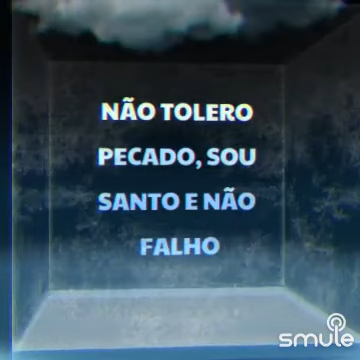 NÃO TOLERO
PECADO, SOU
SANTO E NÃO
FALHO
smule